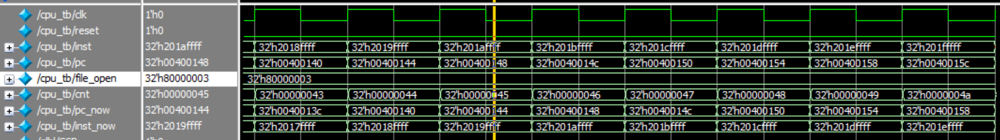 /cpu_tb/clk 1'h0
/cpu_tb/reset 1'h0
/cpu_tb/inst 32'h201affff 32'h2018ffff 32'h2019ffff 32'h201affff 32'h201bffff 32'h201cffff 32'h201dffff 32'h201effff 32'h201fffff
/cpu_tb/pc 32'h00400148 32'h00400140 32'h00400144 32'h00400148 32'h0040014c 32'h00400150 32'h00400154 32'h00400158 32'h0040015c
/cpu_tb/file_open 32'h80000003 32'h80000003
/cpu_tb/cnt 32'h00000045 32'h00000043 32'h00000044 32'h00000045 32'h00000046 32'h00000047 32'h00000048 32'h00000049 32'h0000004a
/cpu_tb/pc_now 32'h00400144 32'h0040013c 32'h00400140 32'h00400144 32'h00400148 32'h0040014c 32'h00400150 32'h00400154 32'h00400158
/cpu_tb/inst_now 32'h2019ffff 32'h2017ffff 32'h2018ffff 32'h2019ffff 32'h201affff 32'h201bffff 32'h201cffff 32'h201dffff 32'h201effff